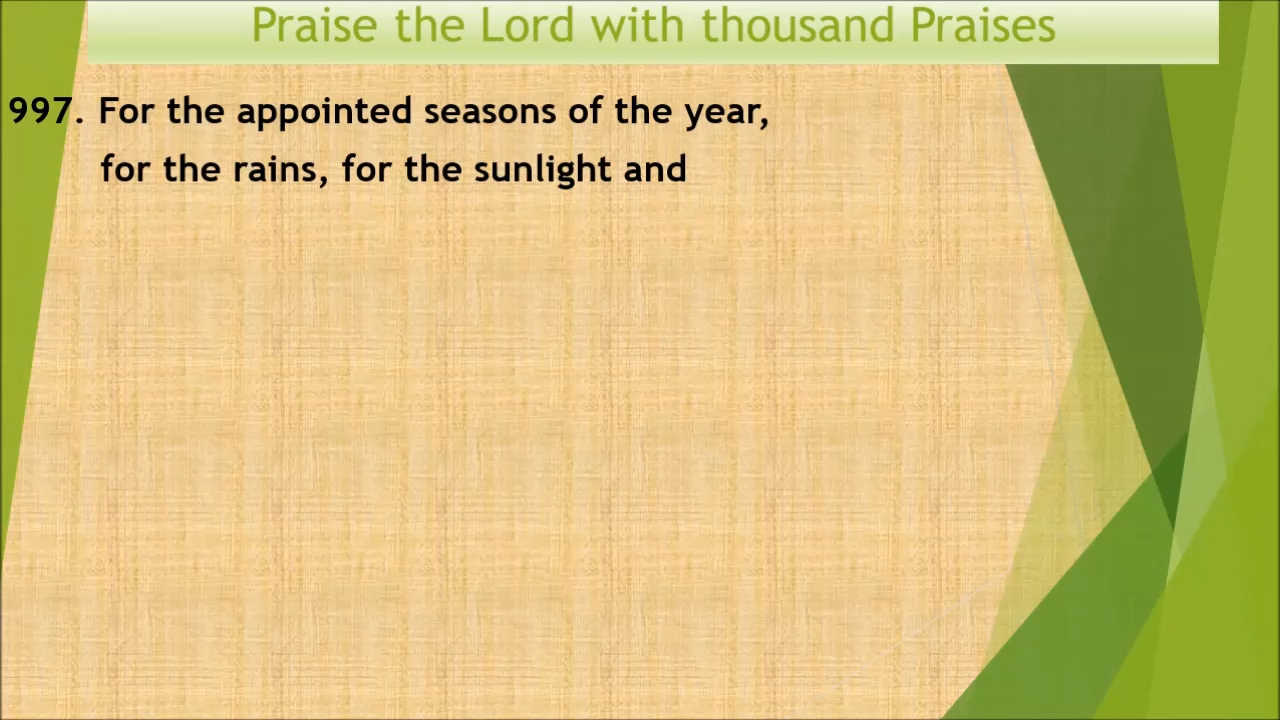 Praise the Lord with thousand Praises
997. For the appointed seasons of the year,
for the rains, for the sunlight and